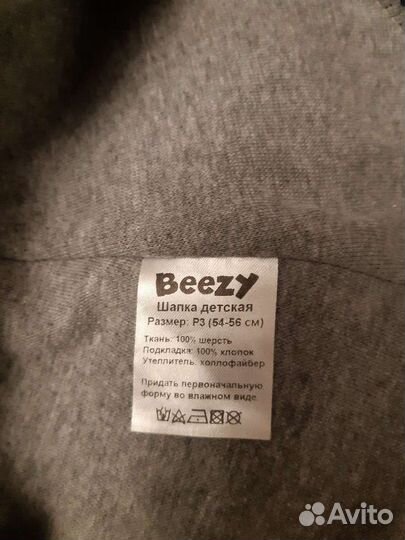 Beezy
Шапка детская
Размер: Р3 (54-56 см)
Ткань: 100% шерсть
Подкладка: 100% хлопок
Утеплитель: холлофайбер
Придать первоначальную
форму во влажном виде.
Avito